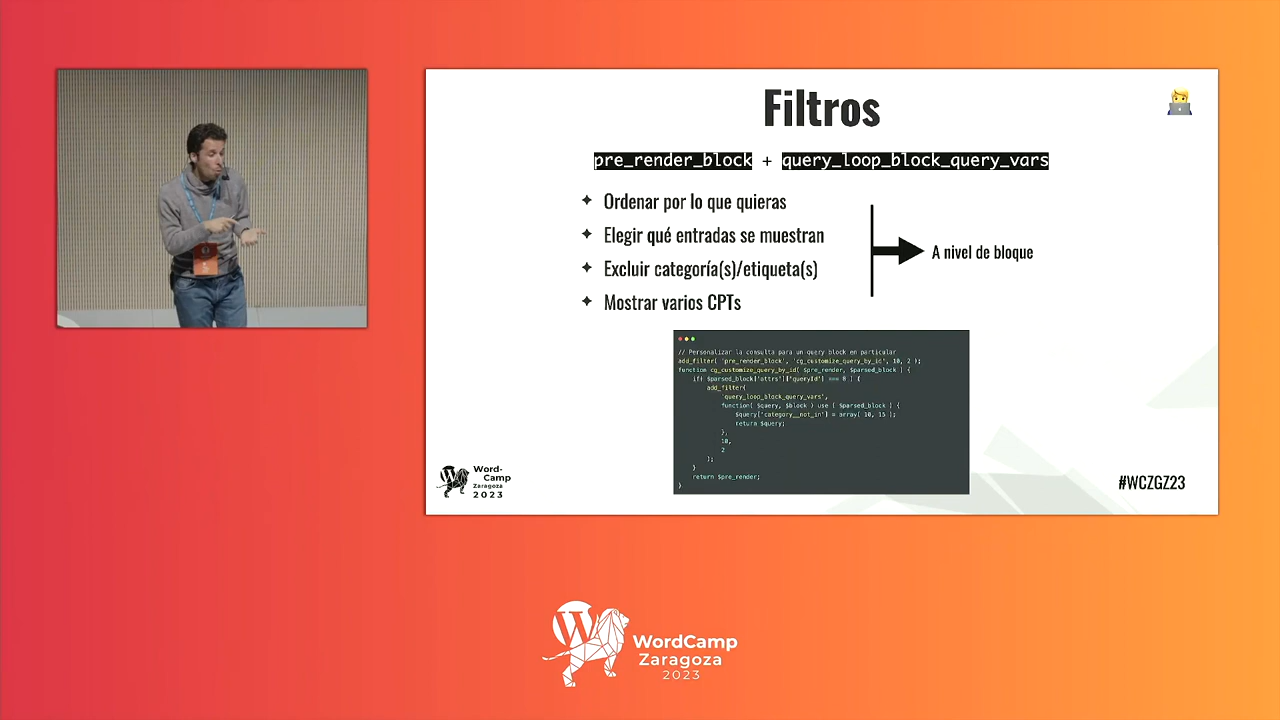 Filtros
pre_render_block + query_loop_block_query_vars
Ordenar por lo que quieras
Elegir qué entradas se muestran
Excluir categoría(s)/etiqueta(s)
Mostrar varios CPTs
A nivel de bloque
// Personalizar la consulta para un query block en particular
add_filter( 'pre_render_block', 'cg_customize_query_by_id', 10, 2 );
function cg_customize_query_by_id( $pre_render, $parsed_block ) {
if( $parsed_block['attrs']['queryId'] === 0 ) {
add_filter(
'query_loop_block_query_vars',
function( $query, $block ) use ( $parsed_block ) {
$query['category__not_in'] = array( 10, 15 );
return $query;
},
10,
2
);
}
return $pre_render;
}
Word-
Camp
Zaragoza
2023
#WCZGZ23
WordCamp
Zaragoza
2023